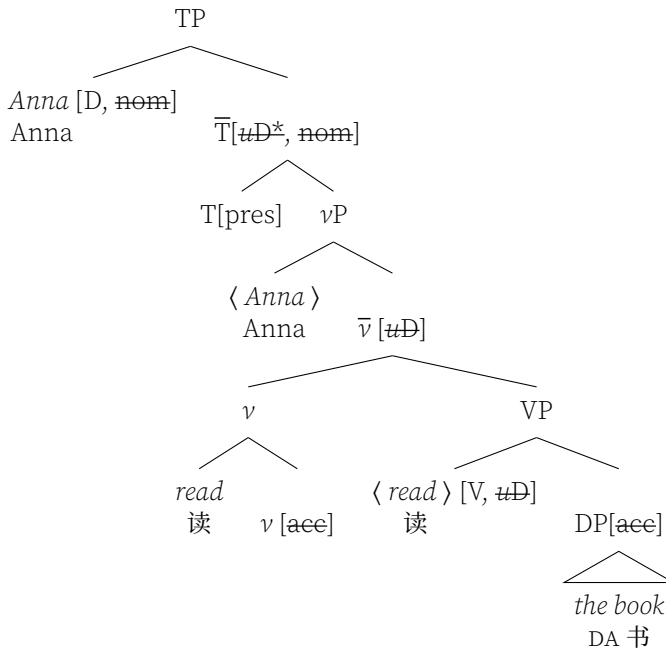 TP
Anna [D, nom]
Anna
T̅[uD*, nom]
T[pres] vP
⟨ Anna ⟩
Anna
v̅ [uD]
v VP
read
读
v [acc]
⟨ read ⟩ [V, uD]
读
DP[acc]
the book
DA 书